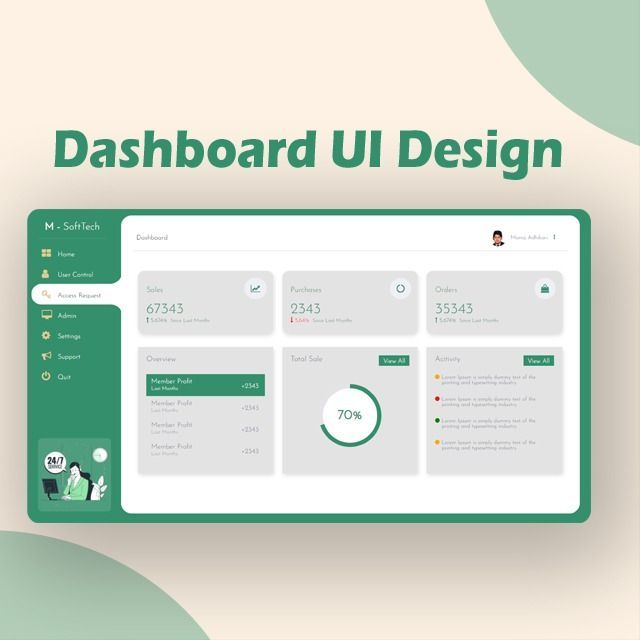 Dashboard UI Design
M - SoftTech
Home
User Control
Access Request
Admin
Settings
Support
Quit
24/7
SERVICE
Dashboard
Sales
67343
5.674% Since Last Months
Purchases
2343
5.64% Since Last Months
Orders
35343
5.674% Since Last Months
Overview
Member Profit
Last Months
+2343
Member Profit
Last Months
+2343
Member Profit
Last Months
+2343
Member Profit
Last Months
+2343
Total Sale
View All
70%
Acitivity
View All
Lorem Ipsum is simply dummy text of the
printing and typesetting industry.
Lorem Ipsum is simply dummy text of the
printing and typesetting industry.
Lorem Ipsum is simply dummy text of the
printing and typesetting industry.
Lorem Ipsum is simply dummy text of the
printing and typesetting industry.